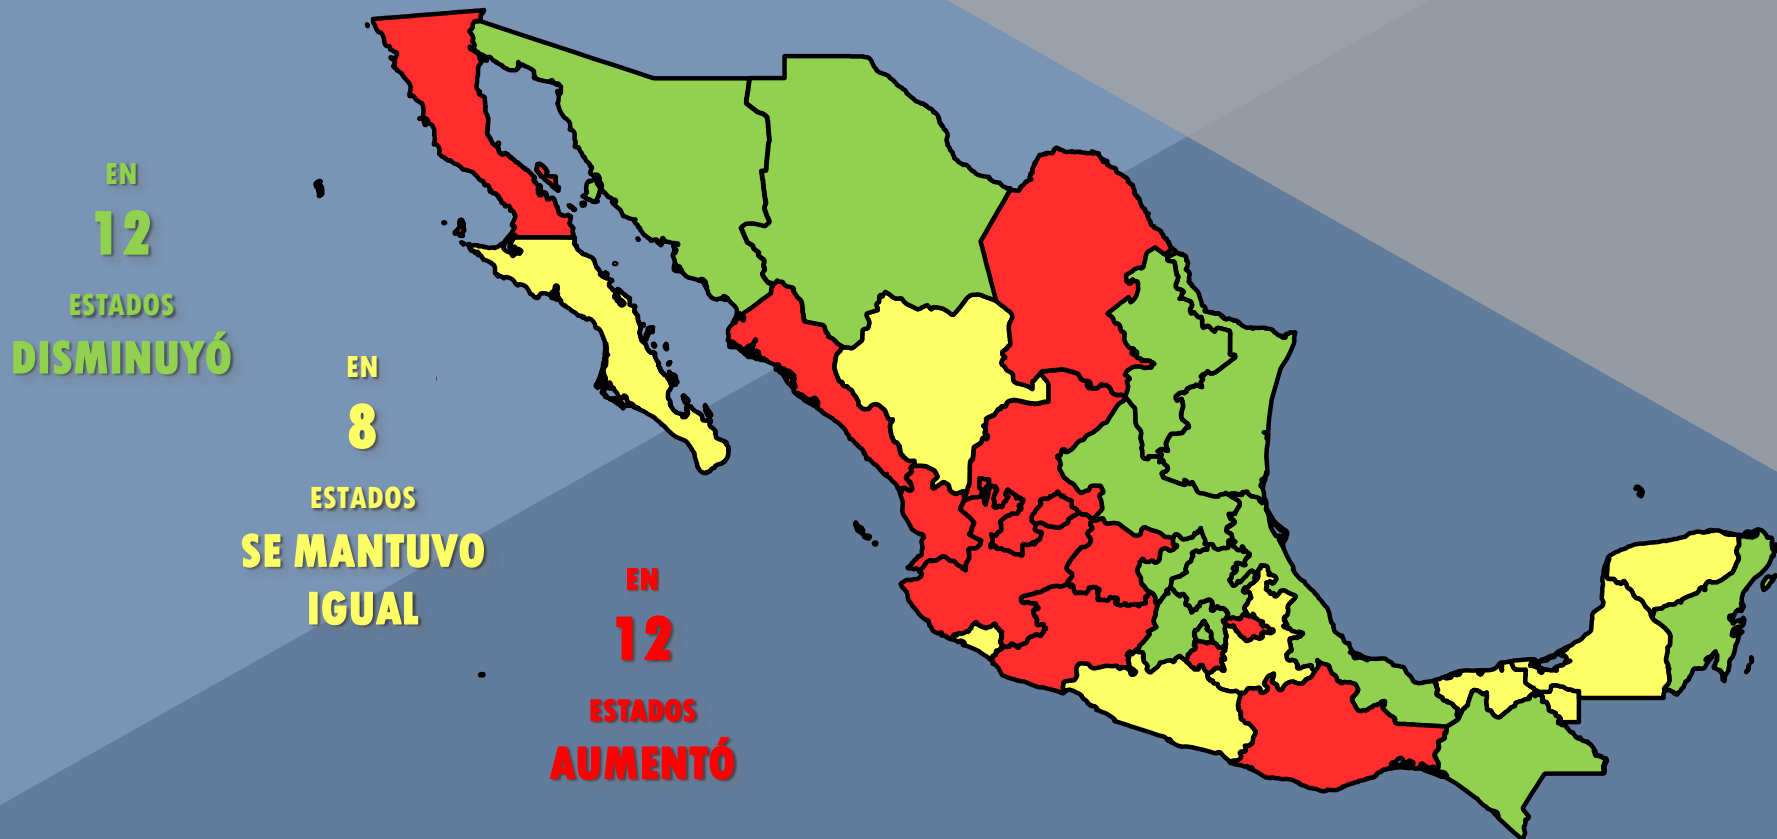 EN
12
ESTADOS
DISMINUYÓ
EN
8
ESTADOS
SE MANTUVO
IGUAL
EN
12
ESTADOS
AUMENTÓ